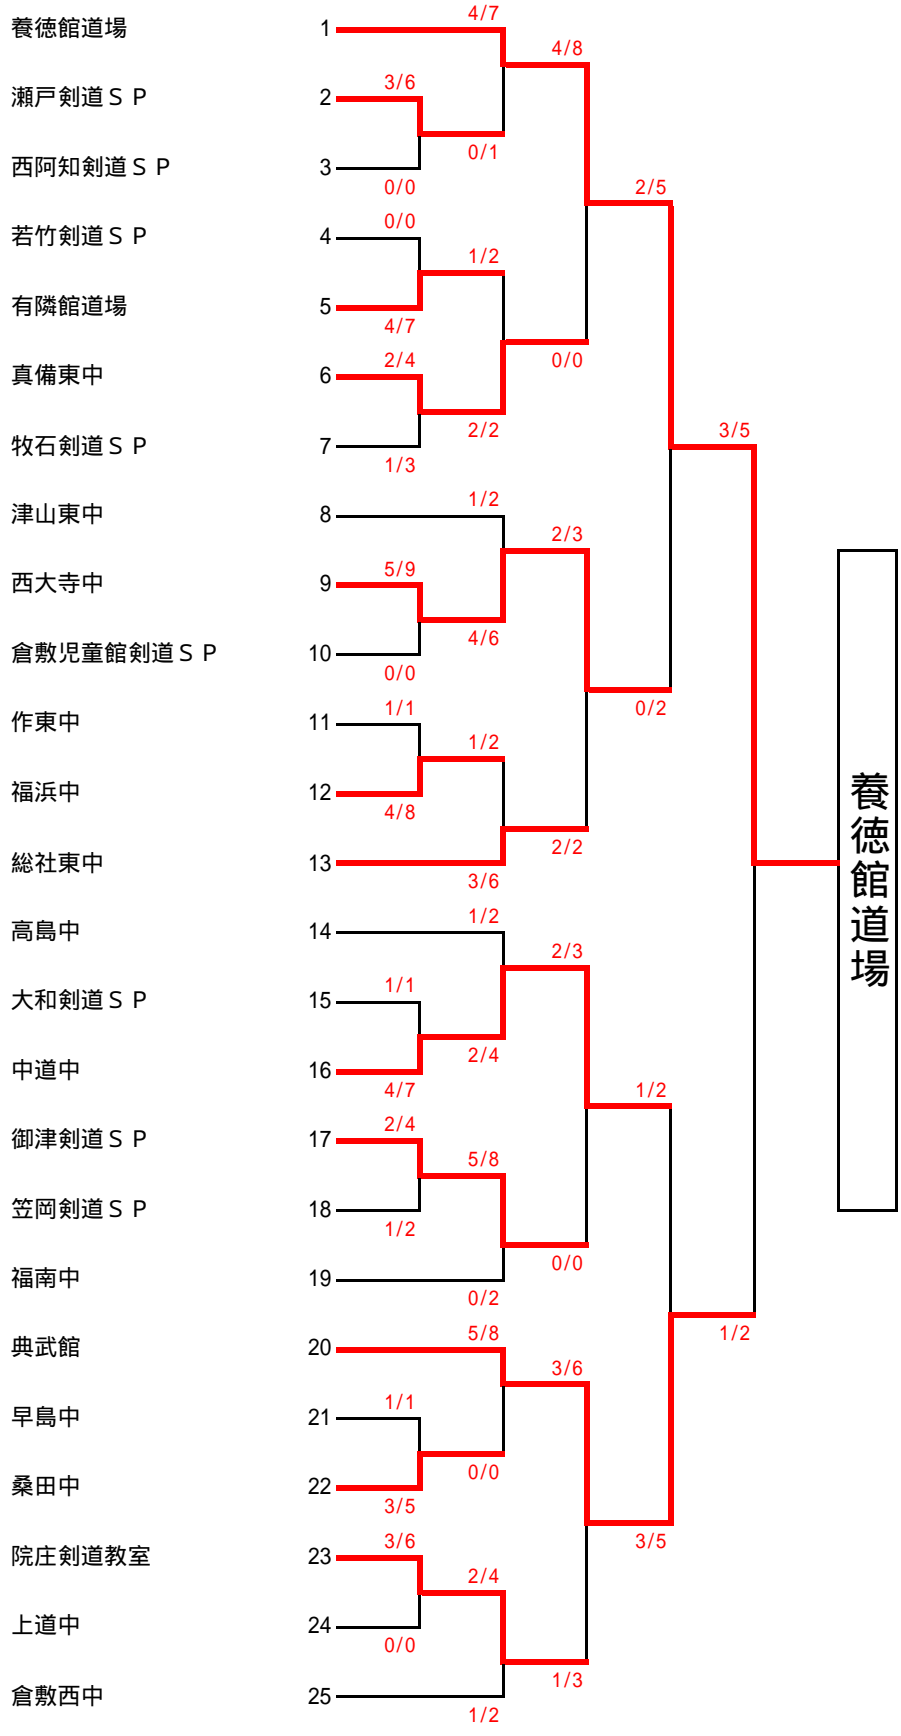 4/7
養徳館道場 1
4/8
3/6
瀬戸剣道ＳＰ 2
0/1
西阿知剣道ＳＰ 3
0/0
2/5
0/0
若竹剣道ＳＰ 4
1/2
有隣館道場 5
4/7
2/4
0/0
真備東中 6
2/2
3/5
牧石剣道ＳＰ 7
1/3
1/2
津山東中 8
2/3
5/9
西大寺中 9
4/6
倉敷児童館剣道ＳＰ 10
0/0
1/1
0/2
作東中 11
1/2
福浜中 12
4/8
2/2
総社東中 13
3/6
養徳館道場
1/2
高島中 14
2/3
1/1
大和剣道ＳＰ 15
2/4
中道中 16
4/7
1/2
2/4
御津剣道ＳＰ 17
5/8
笠岡剣道ＳＰ 18
1/2
0/0
福南中 19
0/2
5/8
1/2
典武館 20
3/6
1/1
早島中 21
0/0
桑田中 22
3/5
3/6
3/5
院庄剣道教室 23
2/4
上道中 24
0/0
1/3
倉敷西中 25
1/2